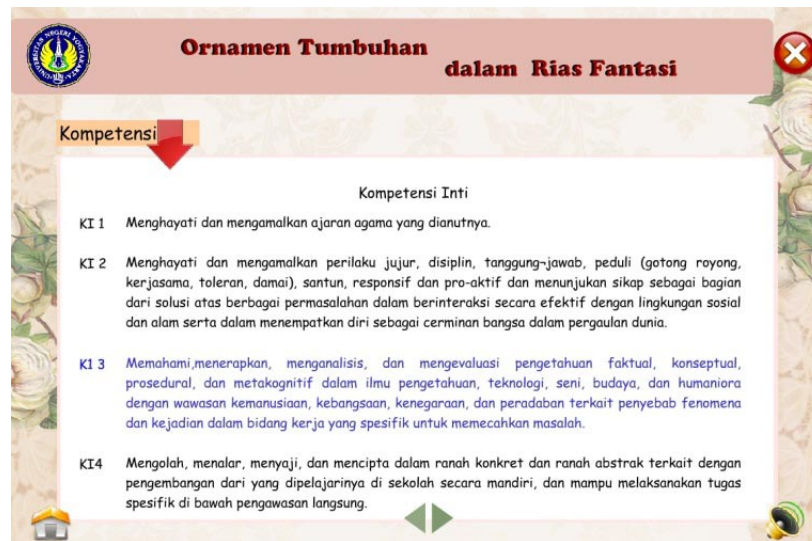 UNIVERSITAS NEGERI YOGYAKARTA
Ornamen Tumbuhan
dalam Rias Fantasi
Kompetensi
Kompetensi Inti
KI 1 Menghayati dan mengamalkan ajaran agama yang dianutnya.
KI 2 Menghayati dan mengamalkan perilaku jujur, disiplin, tanggung¬jawab, peduli (gotong royong,
kerjasama, toleran, damai), santun, responsif dan pro-aktif dan menunjukan sikap sebagai bagian
dari solusi atas berbagai permasalahan dalam berinteraksi secara efektif dengan lingkungan sosial
dan alam serta dalam menempatkan diri sebagai cerminan bangsa dalam pergaulan dunia.
K1 3 Memahami,menerapkan, menganalisis, dan mengevaluasi pengetahuan faktual, konseptual,
prosedural, dan metakognitif dalam ilmu pengetahuan, teknologi, seni, budaya, dan humaniora
dengan wawasan kemanusiaan, kebangsaan, kenegaraan, dan peradaban terkait penyebab fenomena
dan kejadian dalam bidang kerja yang spesifik untuk memecahkan masalah.
KI4 Mengolah, menalar, menyaji, dan mencipta dalam ranah konkret dan ranah abstrak terkait dengan
pengembangan dari yang dipelajarinya di sekolah secara mandiri, dan mampu melaksanakan tugas
spesifik di bawah pengawasan langsung.